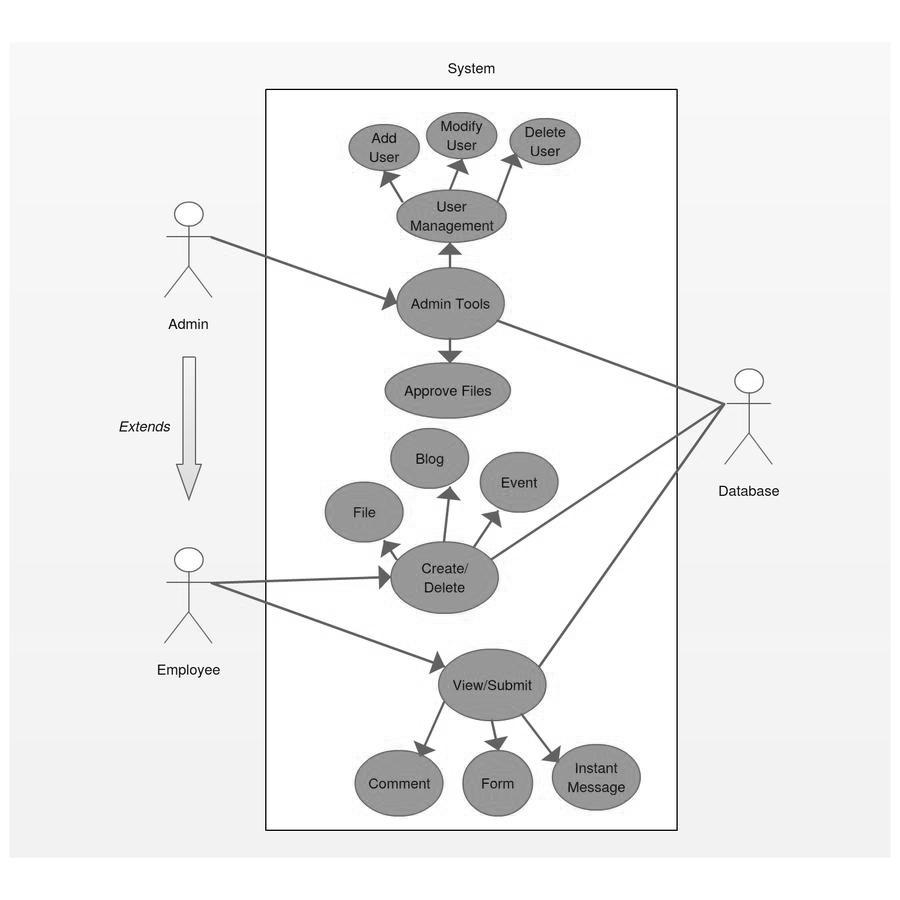 System
Add
User
Modify
User
Delete
User
User
Management
Admin Tools
Admin
Approve Files
Extends
Blog
Event
File
Database
Create/
Delete
Employee
View/Submit
Comment
Form
Instant
Message